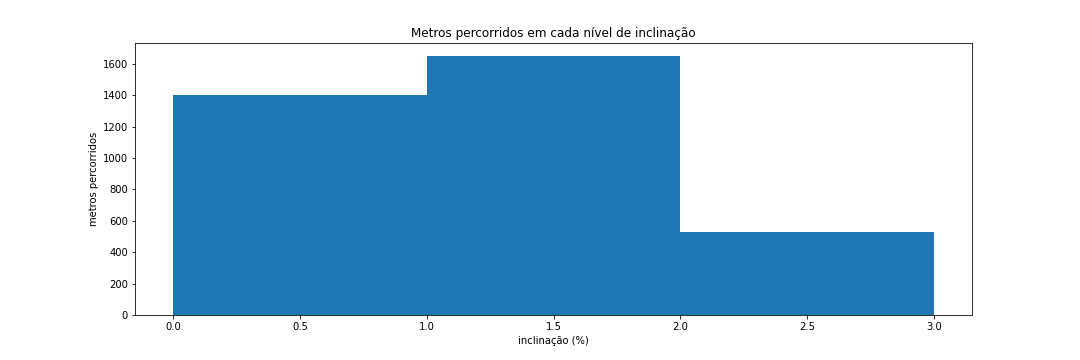 Metros percorridos em cada nível de inclinação
metros percorridos
1600
1400
1200
1000
800
600
400
200
0
0.0 0.5 1.0 1.5 2.0 2.5 3.0
inclinação (%)